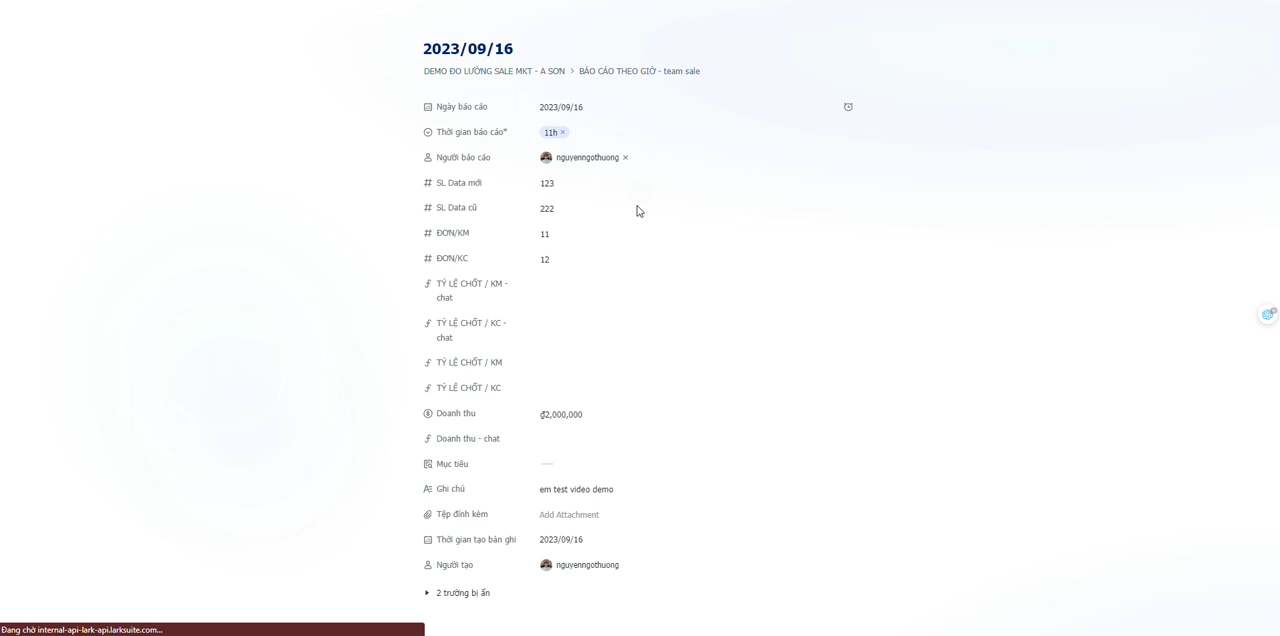 2023/09/16
DEMO ĐO LƯỜNG SALE MKT - A SƠN > BÁO CÁO THEO GIỜ - team sale
Ngày báo cáo 2023/09/16
Thời gian báo cáo* 11h ×
Người báo cáo nguyenngothuong ×
SL Data mới 123
SL Data cũ 222
ĐƠN/KM 11
ĐƠN/KC 12
TỶ LỆ CHỐT / KM -
chat
TỶ LỆ CHỐT / KC -
chat
TỶ LỆ CHỐT / KM
TỶ LỆ CHỐT / KC
Doanh thu ₫2,000,000
Doanh thu - chat
Mục tiêu
Ghi chú em test video demo
Tệp đính kèm Add Attachment
Thời gian tạo bản ghi 2023/09/16
Người tạo nguyenngothuong
2 trường bị ẩn
Đang chờ internal-api-lark-api.larksuite.com...